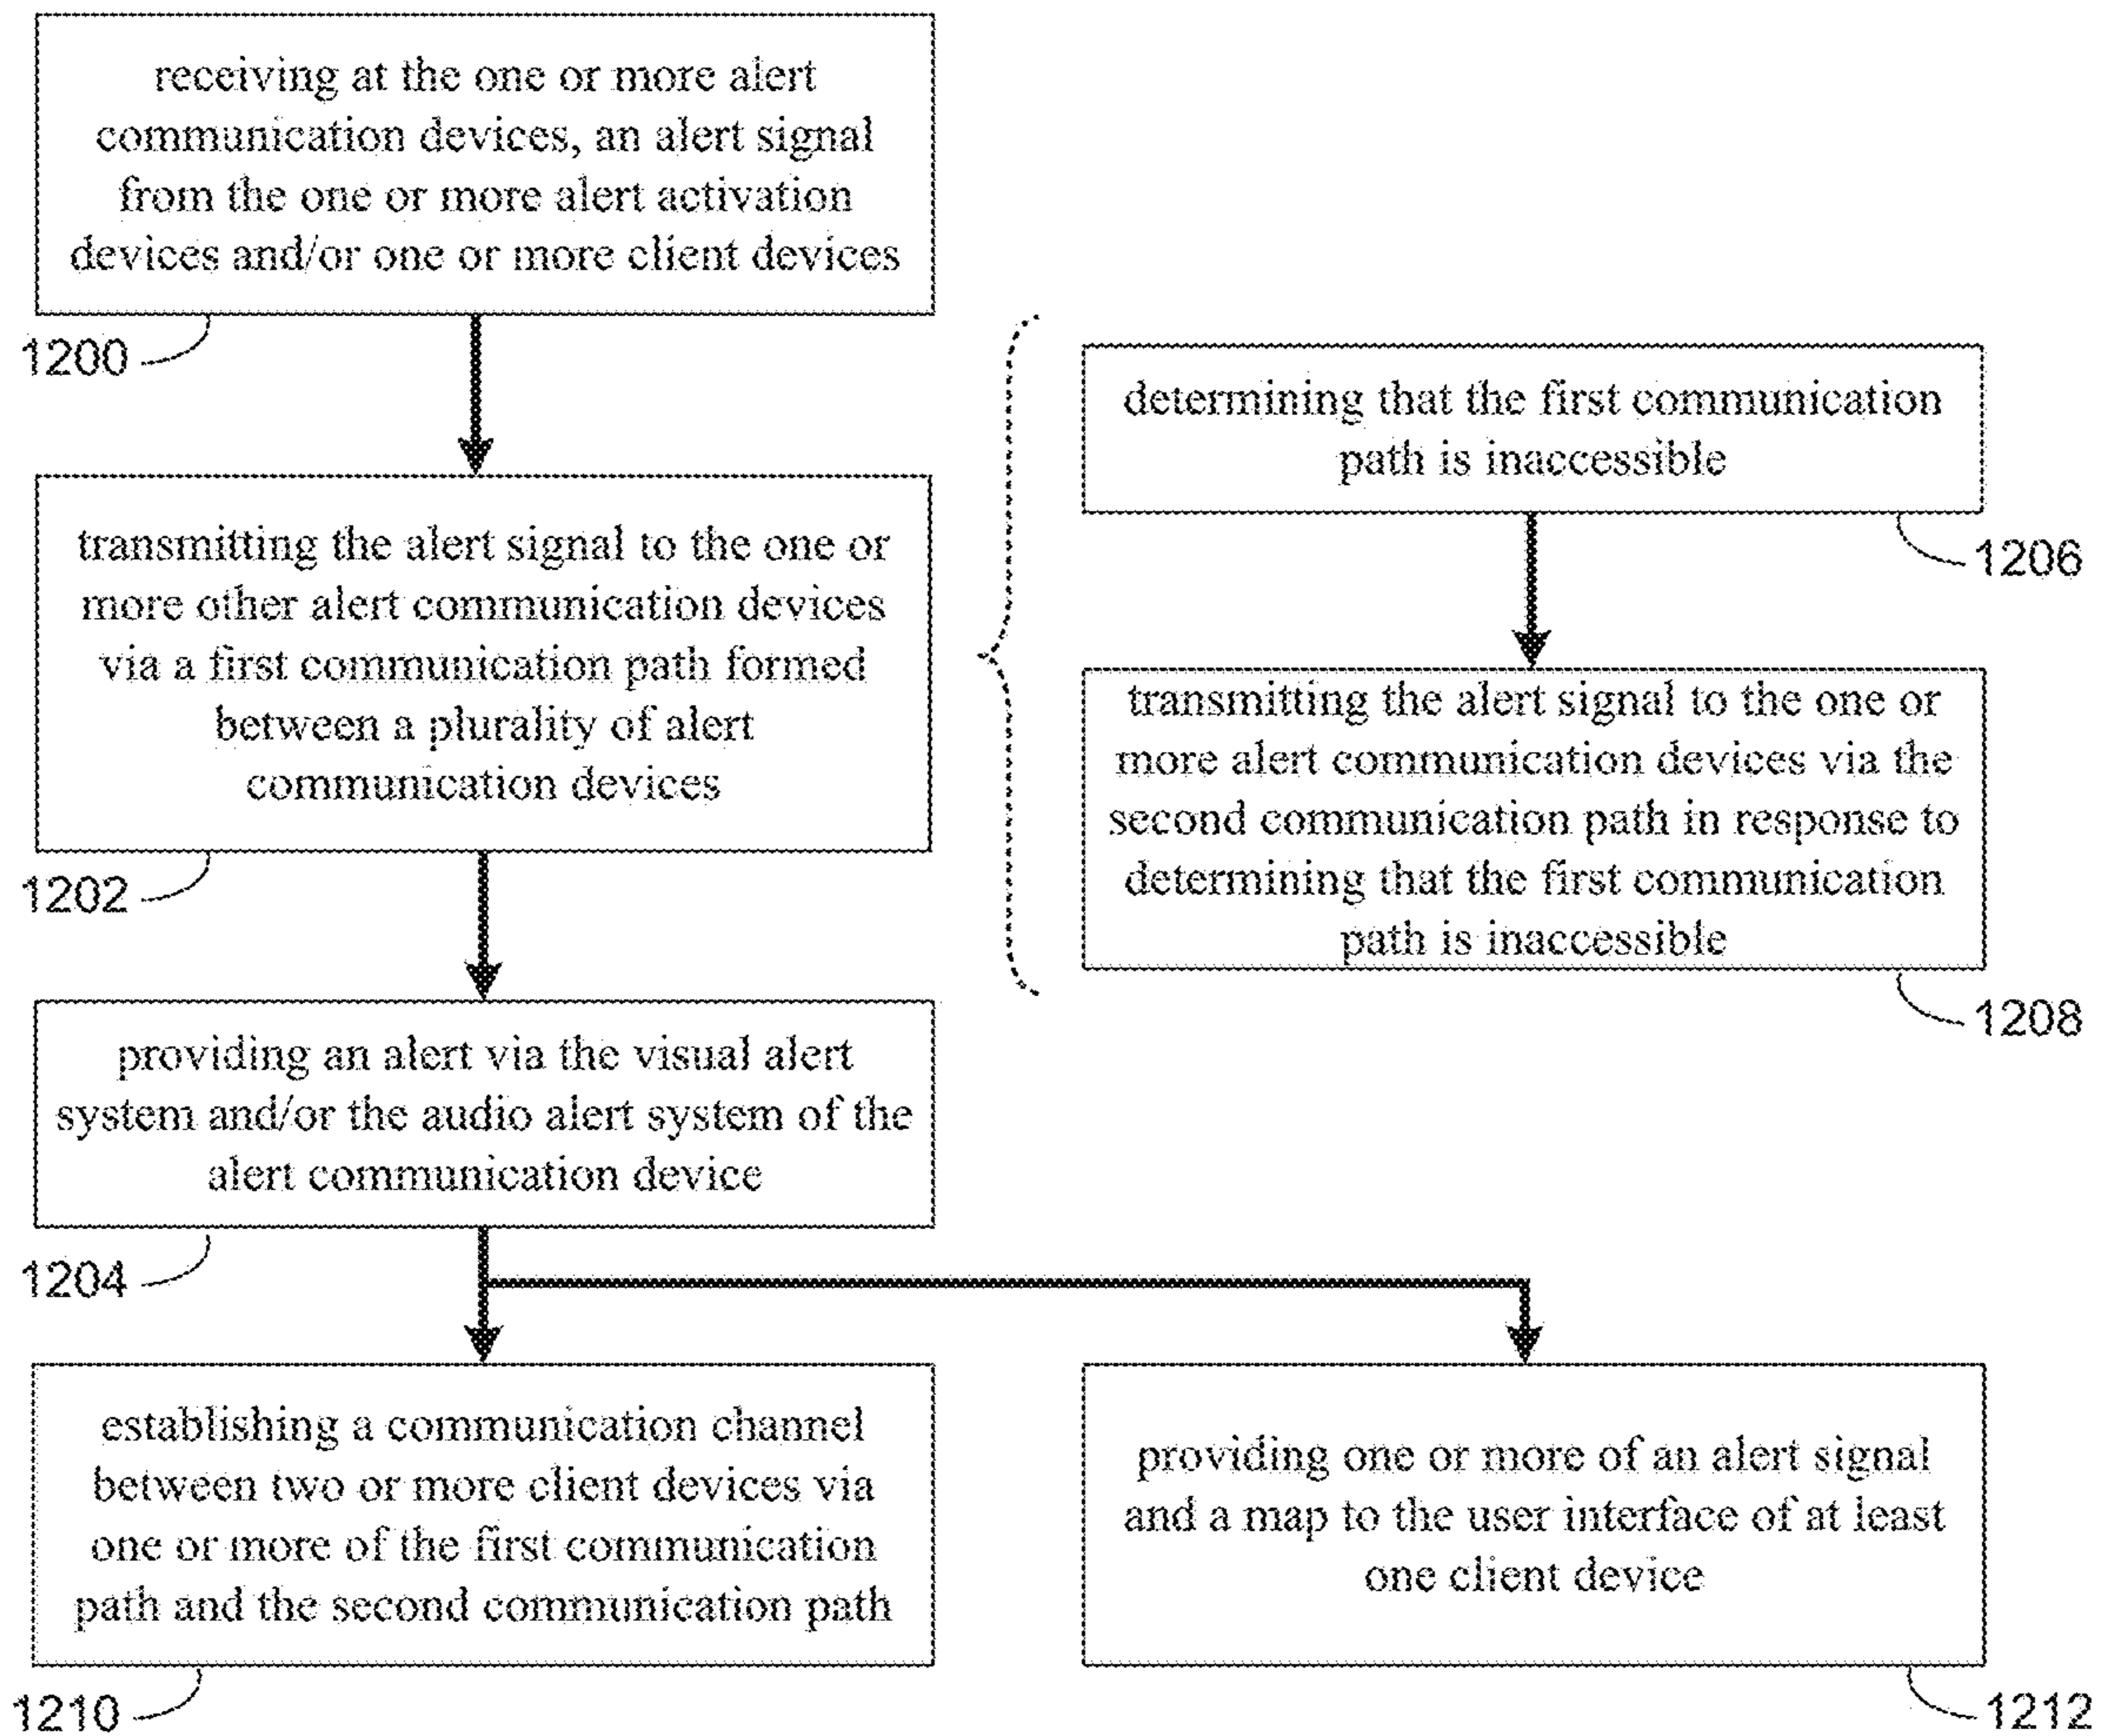 receiving at the one or more alert
communication devices, an alert signal
from the one or more alert activation
devices and/or one or more client devices
1200
transmitting the alert signal to the one or
more other alert communication devices
via a first communication path formed
between a plurality of alert
communication devices
1202
determining that the first communication
path is inaccessible
1206
transmitting the alert signal to the one or
more alert communication devices via the
second communication path in response to
determining that the first communication
path is inaccessible
1208
providing an alert via the visual alert
system and/or the audio alert system of the
alert communication device
1204
establishing a communication channel
between two or more client devices via
one or more of the first communication
path and the second communication path
1210
providing one or more of an alert signal
and a map to the user interface of at least
one client device
1212